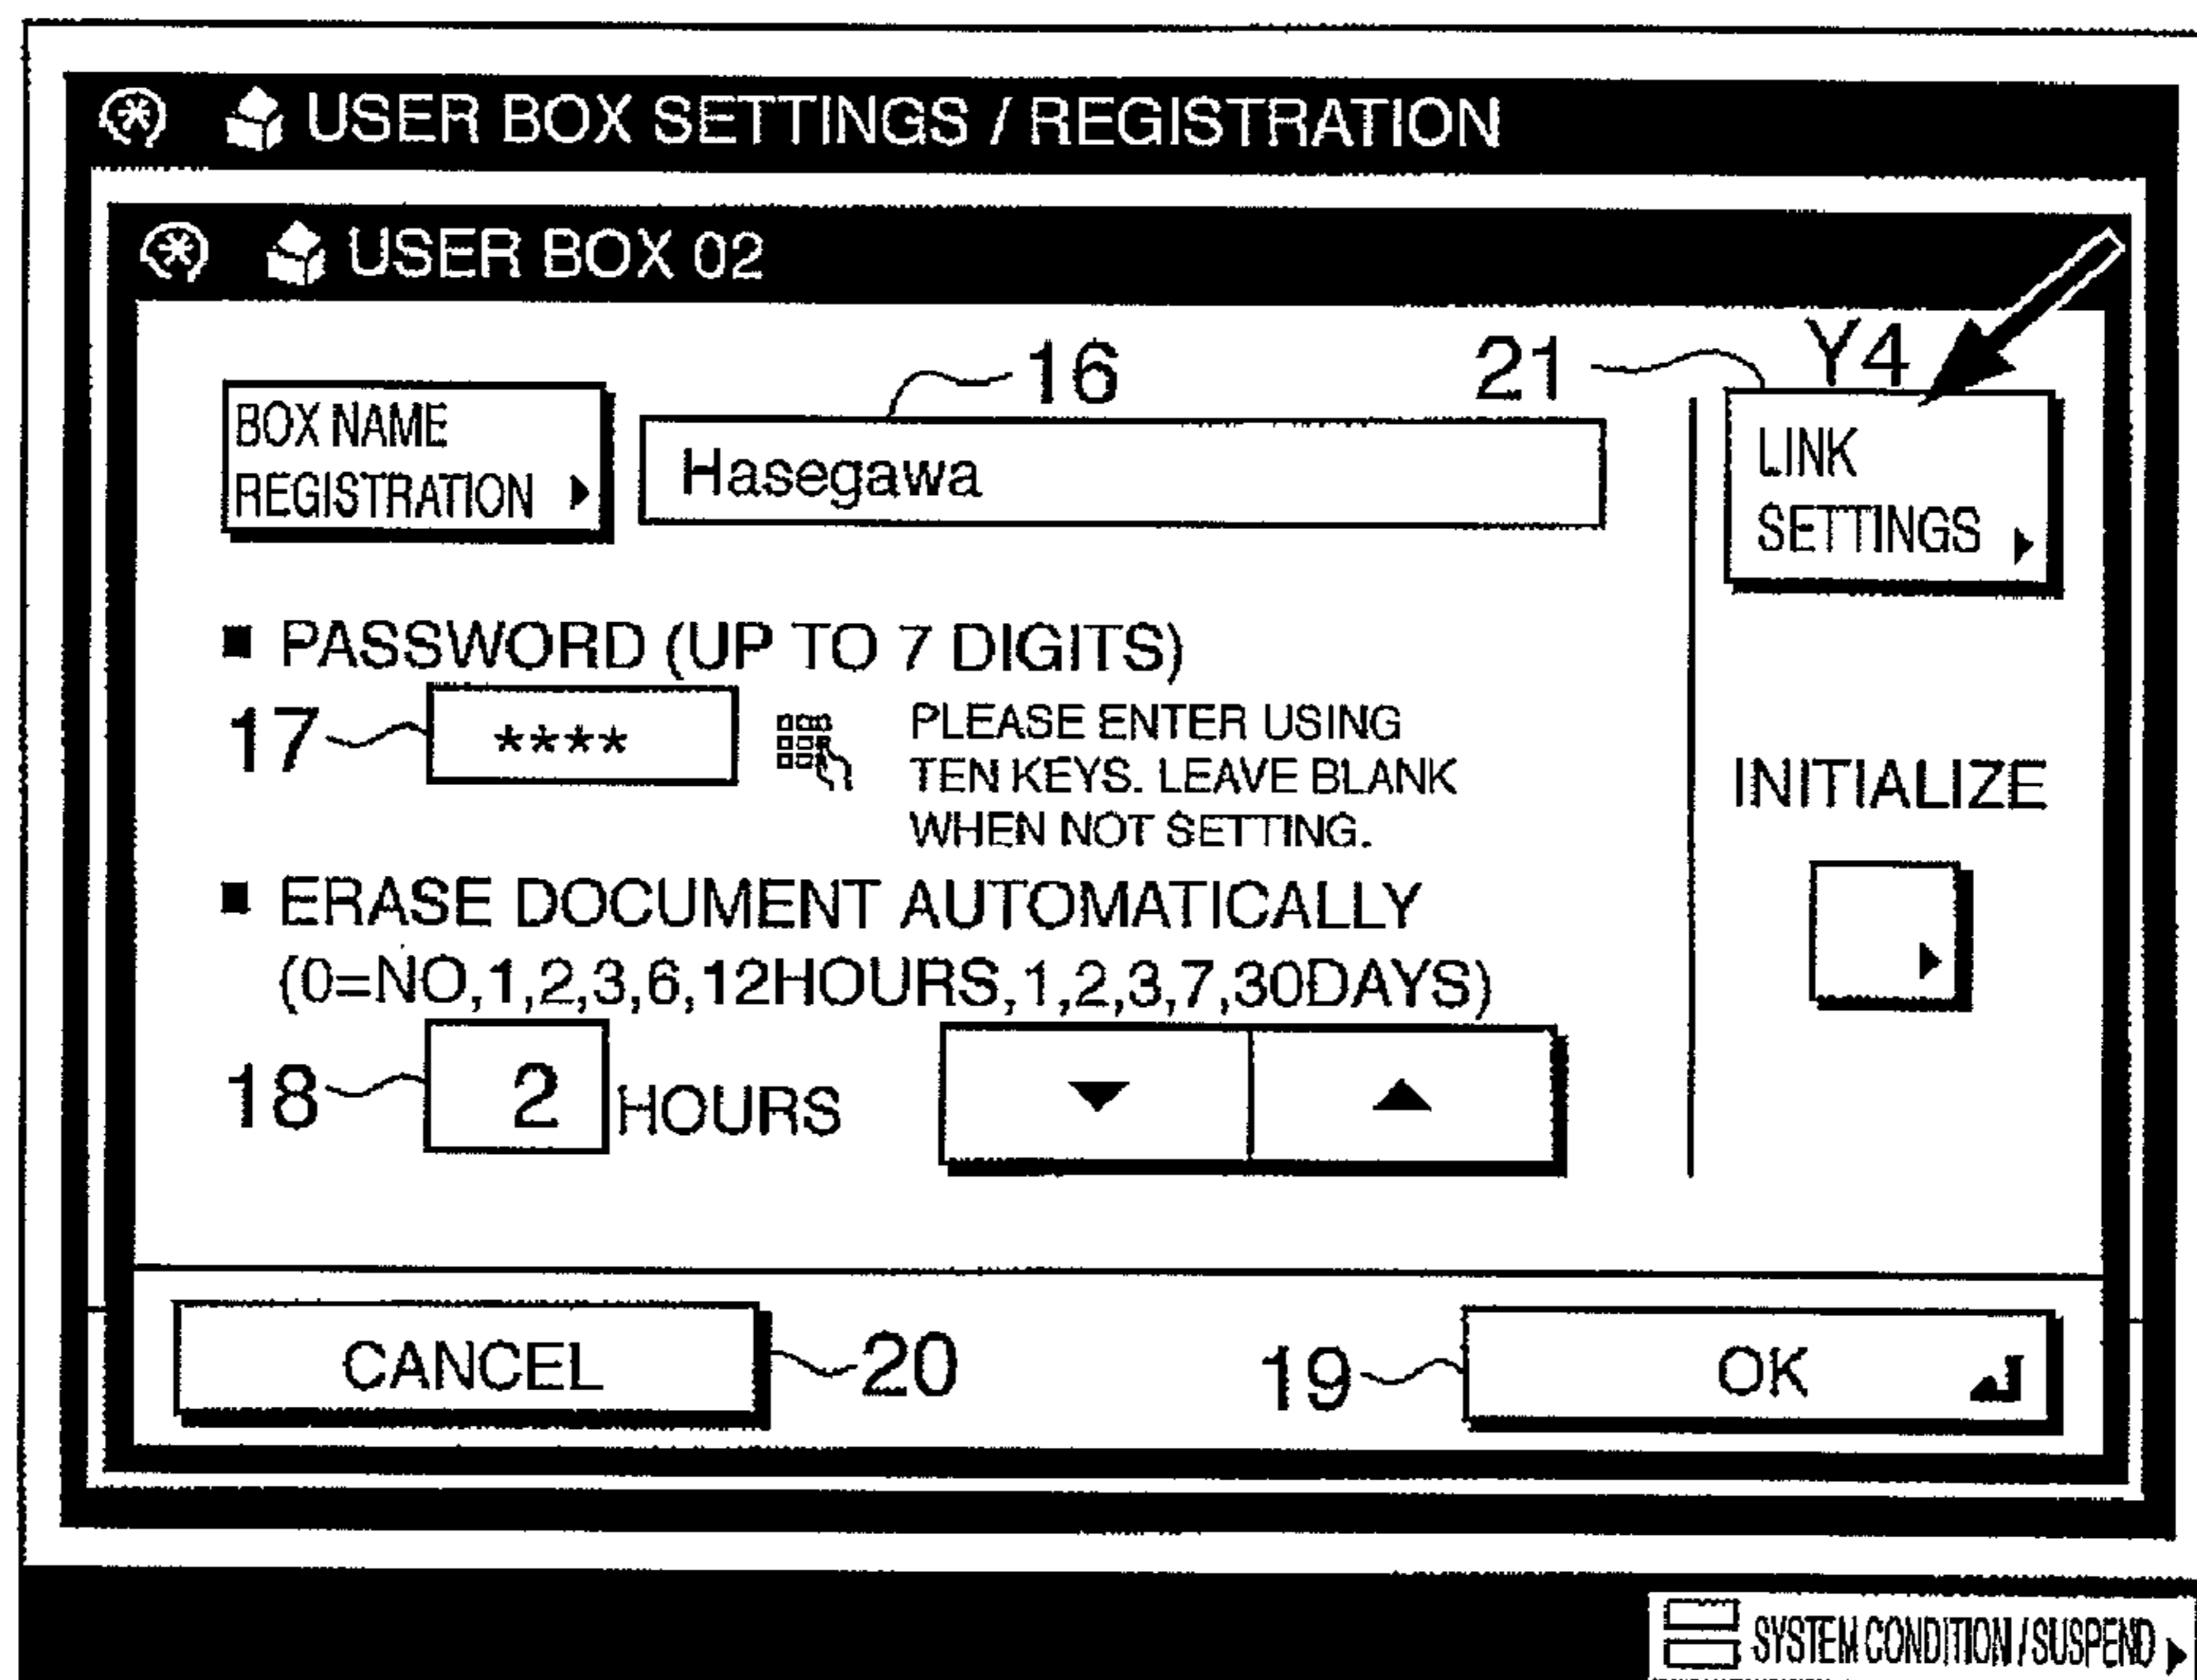 USER BOX SETTINGS / REGISTRATION
USER BOX 02
16
21
Y4
BOX NAME
REGISTRATION
Hasegawa
LINK
SETTINGS
PASSWORD (UP TO 7 DIGITS)
17
****
PLEASE ENTER USING
TEN KEYS. LEAVE BLANK
WHEN NOT SETTING.
INITIALIZE
ERASE DOCUMENT AUTOMATICALLY
(0=NO,1,2,3,6,12HOURS,1,2,3,7,30DAYS)
18
2 HOURS
CANCEL
20
19
OK
SYSTEM CONDITION / SUSPEND